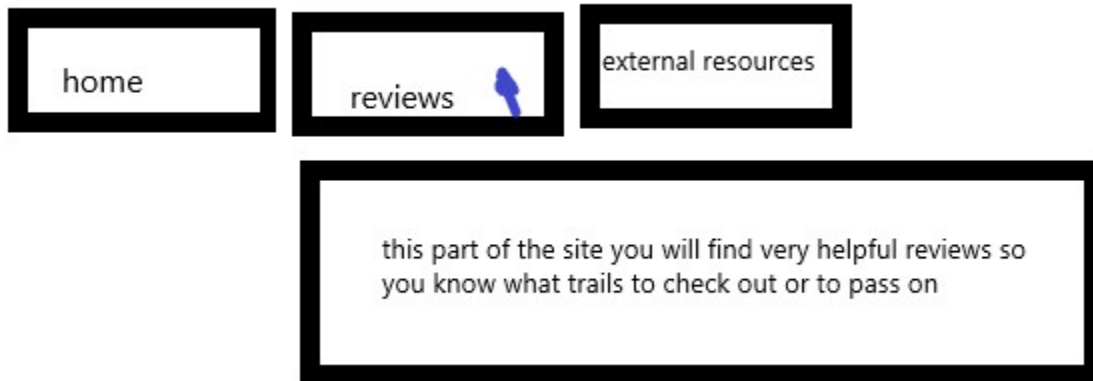 home
reviews
external resources
this part of the site you will find very helpful reviews so
you know what trails to check out or to pass on